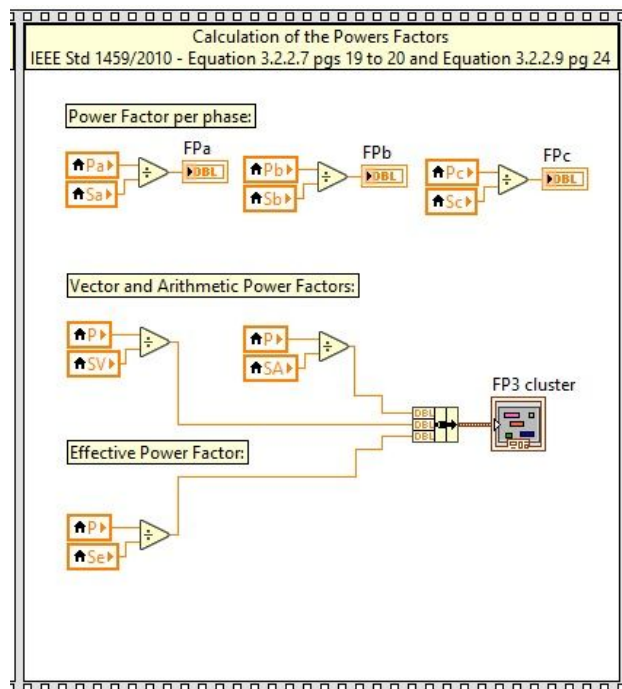 Calculation of the Powers Factors
IEEE Std 1459/2010 - Equation 3.2.2.7 pgs 19 to 20 and Equation 3.2.2.9 pg 24
Power Factor per phase:
FPa
FPb
FPc
Pa
Sa
DBL
Pb
Sb
DBL
Pc
Sc
DBL
Vector and Arithmetic Power Factors:
P
SV
P
SA
FP3 cluster
DBL
DBL
DBL
Effective Power Factor:
P
Se